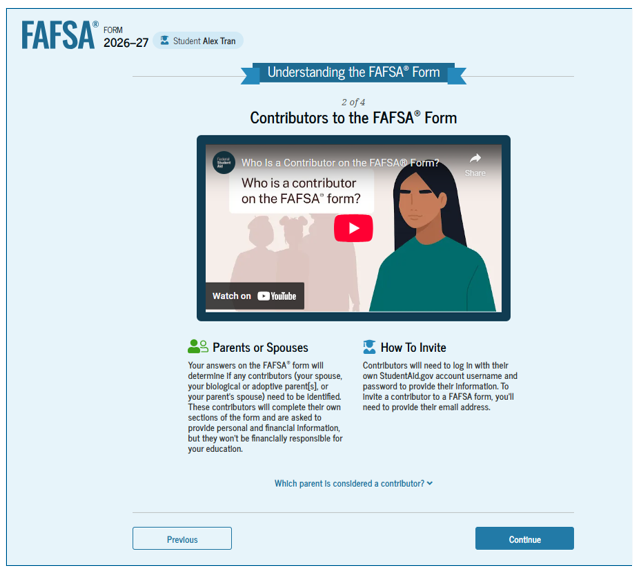 FAFSA®
FORM
2026–27
Student Alex Tran
Understanding the FAFSA® Form
2 of 4
Contributors to the FAFSA® Form
Federal Student Aid
Who Is a Contributor on the FAFSA® Form?
Share
Who is a contributor
on the FAFSA® form?
Watch on YouTube
Parents or Spouses
Your answers on the FAFSA® form will
determine if any contributors (your spouse,
your biological or adoptive parent[s], or
your parent's spouse) need to be identified.
These contributors will complete their own
sections of the form and are asked to
provide personal and financial information,
but they won't be financially responsible for
your education.
How To Invite
Contributors will need to log in with their
own StudentAid.gov account username and
password to provide their information. To
invite a contributor to a FAFSA form, you'll
need to provide their email address.
Which parent is considered a contributor?
Previous
Continue